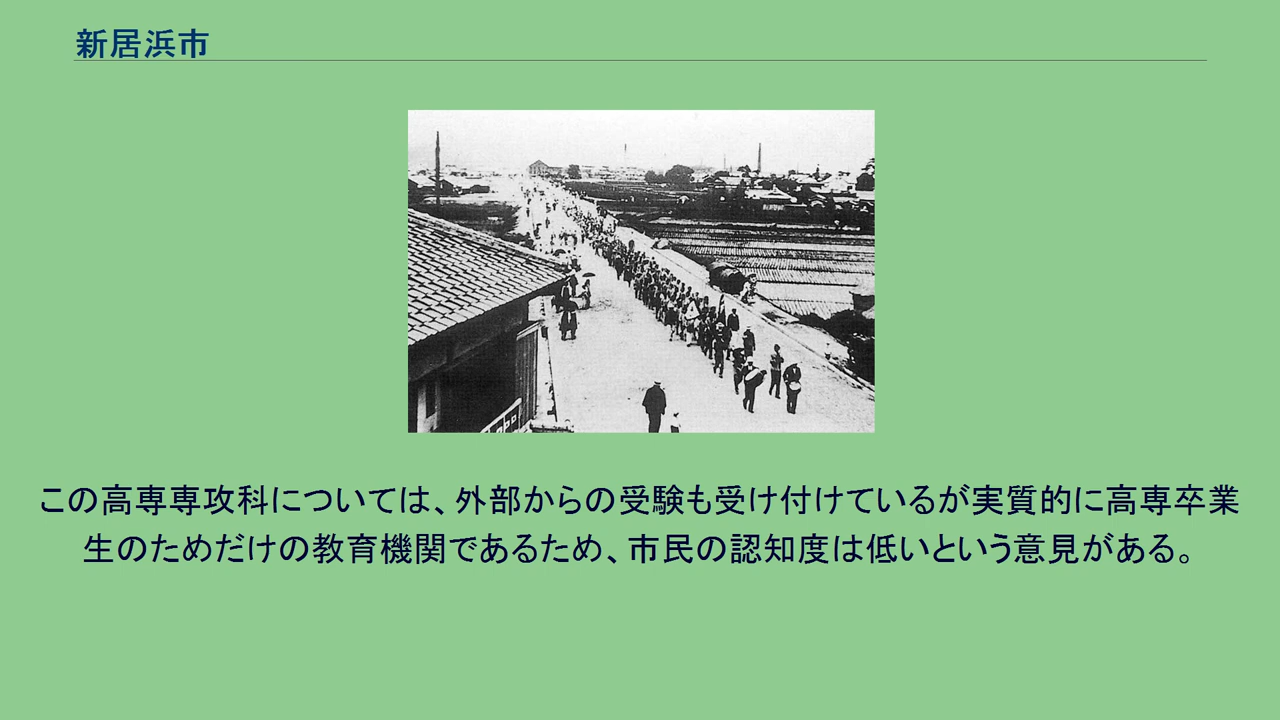 新居浜市
この高専専攻科については、外部からの受験も受け付けているが実質的に高専卒業
生のためだけの教育機関であるため、市民の認知度は低いという意見がある。